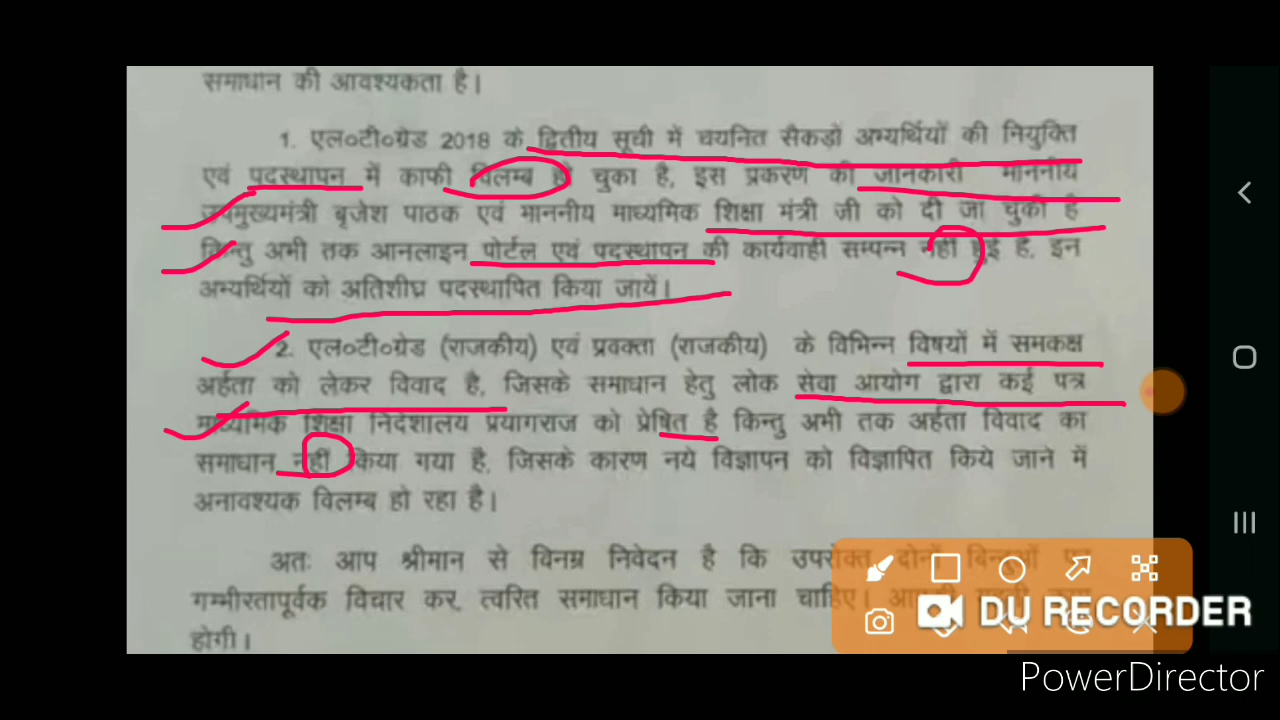 समाधान की आवश्यकता है।
1. एल०टी०ग्रेड 2018 के द्वितीय सूची में चयनित सैकड़ों अभ्यर्थियों की नियुक्ति
एवं पदस्थापन में काफी विलम्ब हो चुका है, इस प्रकरण की जानकारी माननीय
उपमुख्यमंत्री बृजेश पाठक एवं माननीय माध्यमिक शिक्षा मंत्री जी को दी जा चुकी है
किन्तु अभी तक आनलाइन पोर्टल एवं पदस्थापन की कार्यवाही सम्पन्न नहीं हुई है, इन
अभ्यर्थियों को अतिशीघ्र पदस्थापित किया जायें।
2. एल०टी०ग्रेड (राजकीय) एवं प्रवक्ता (राजकीय) के विभिन्न विषयों में समकक्ष
अर्हता को लेकर विवाद है, जिसके समाधान हेतु लोक सेवा आयोग द्वारा कई पत्र
माध्यमिक शिक्षा निदेशालय प्रयागराज को प्रेषित है किन्तु अभी तक अर्हता विवाद का
समाधान नहीं किया गया है, जिसके कारण नये विज्ञापन को विज्ञापित किये जाने में
अनावश्यक विलम्ब हो रहा है।
अतः आप श्रीमान से विनम्र निवेदन है कि उपरोक्त दोनों बिन्दुओं पर
गम्भीरतापूर्वक विचार कर, त्वरित समाधान किया जाना चाहिए।
होगी।
DU RECORDER
PowerDirector